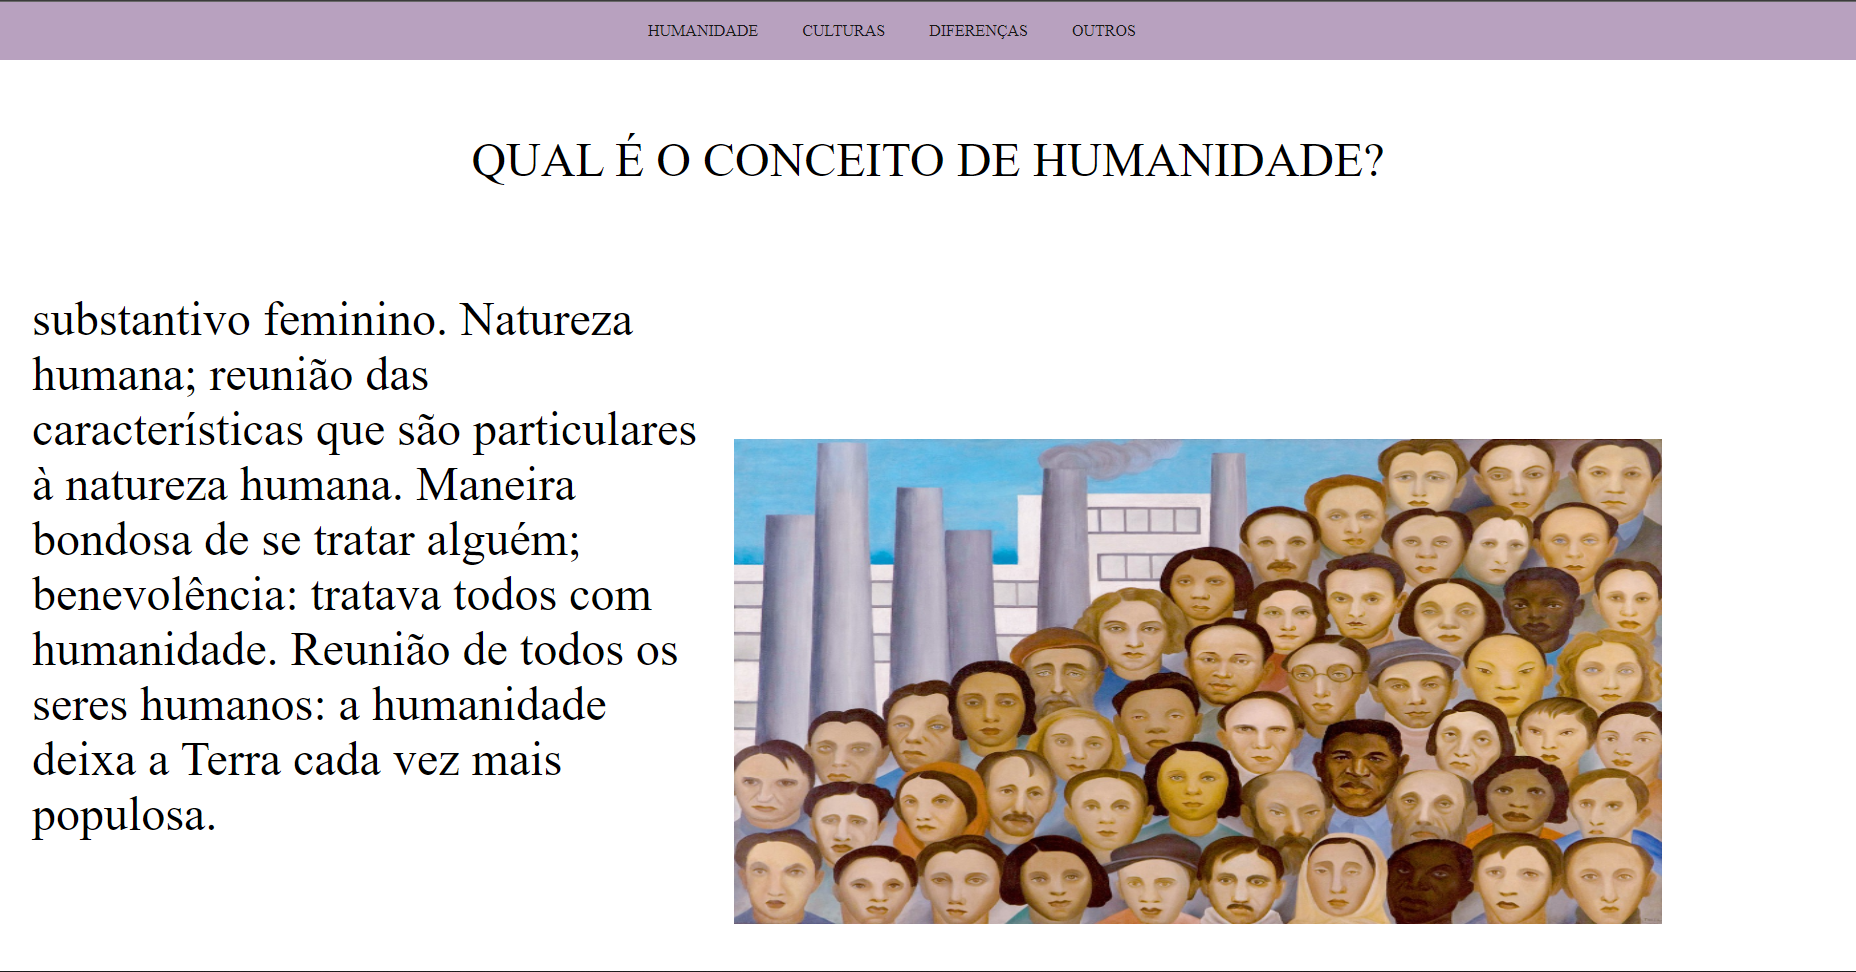 HUMANIDADE CULTURAS DIFERENÇAS OUTROS
QUAL É O CONCEITO DE HUMANIDADE?
substantivo feminino. Natureza
humana; reunião das
características que são particulares
à natureza humana. Maneira
bondosa de se tratar alguém;
benevolência: tratava todos com
humanidade. Reunião de todos os
seres humanos: a humanidade
deixa a Terra cada vez mais
populosa.